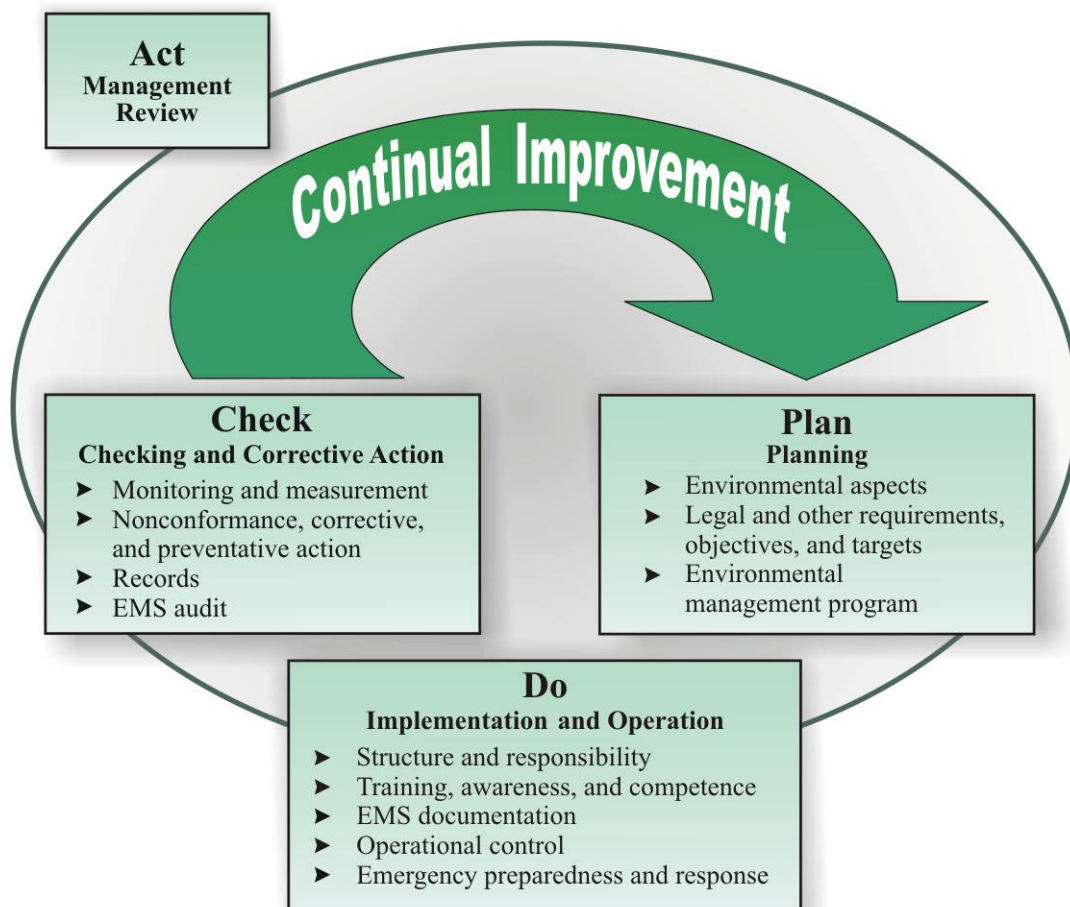 Act
Management
Review
Continual Improvement
Check
Checking and Corrective Action
➤ Monitoring and measurement
➤ Nonconformance, corrective,
and preventative action
➤ Records
➤ EMS audit
Plan
Planning
➤ Environmental aspects
➤ Legal and other requirements,
objectives, and targets
➤ Environmental
management program
Do
Implementation and Operation
➤ Structure and responsibility
➤ Training, awareness, and competence
➤ EMS documentation
➤ Operational control
➤ Emergency preparedness and response